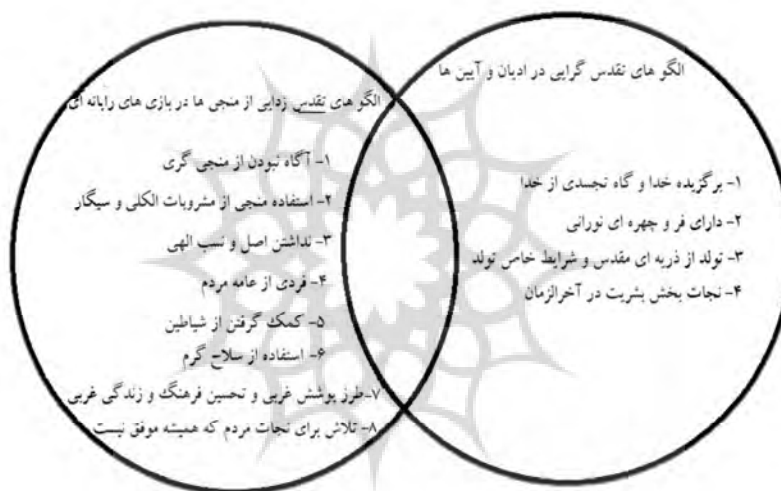 الگو های تقدس گرایی در ادیان و آیین ها
۱- برگزیده خدا و گاه تجسدی از خدا
۲- دارای فر و چهره ای نورانی
۳- تولد از ذریه ای مقدس و شرایط خاص تولد
۴- نجات بخش بشریت در آخرالزمان
الگو های تقدس زدایی از منجی ها در بازی های رایانه ای
۱- آگاه نبودن از منجی گری
۲- استفاده منجی از مشروبات الکلی و سیگار
۳- نداشتن اصل و نسب الهی
۴- فردی از عامه مردم
۵- کمک گرفتن از شیاطین
۶- استفاده از سلاح گرم
۷-طرز پوشش غربی و تحسین فرهنگ و زندگی غربی
۸- تلاش برای نجات مردم که همیشه موفق نیست